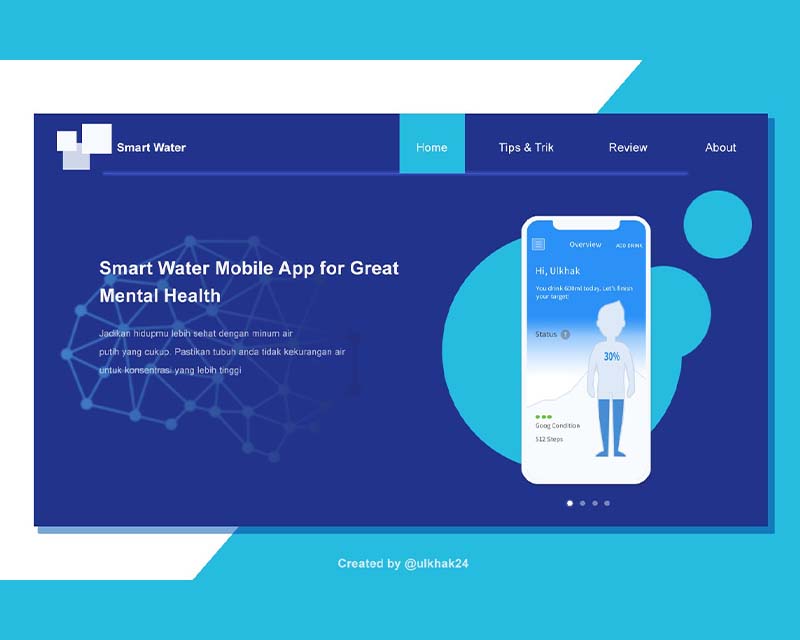 Smart Water
Home
Tips & Trik
Review
About
Smart Water Mobile App for Great
Mental Health
Jadikan hidupmu lebih sehat dengan minum air
putih yang cukup. Pastikan tubuh anda tidak kekurangan air
untuk konsentrasi yang lebih tinggi
Overview
ADD DRINK
Hi, Ulkhak
You drink 600ml today. Let's finish
your target!
Status
30%
Goog Condition
512 Steps
Created by @ulkhak24